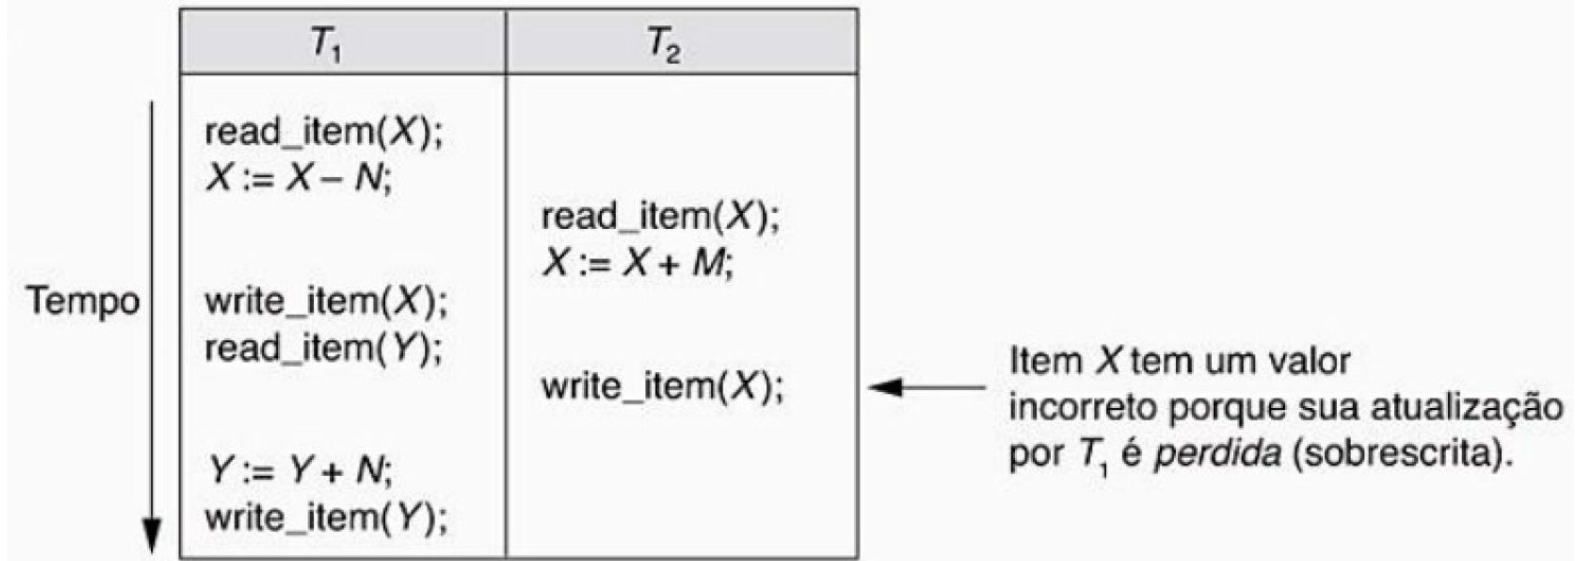 T₁ T₂
read_item(X);
X := X – N;
read_item(X);
X := X + M;
Tempo
write_item(X);
read_item(Y);
write_item(X);
Item X tem um valor
incorreto porque sua atualização
por T₁ é perdida (sobrescrita).
Y := Y + N;
write_item(Y);